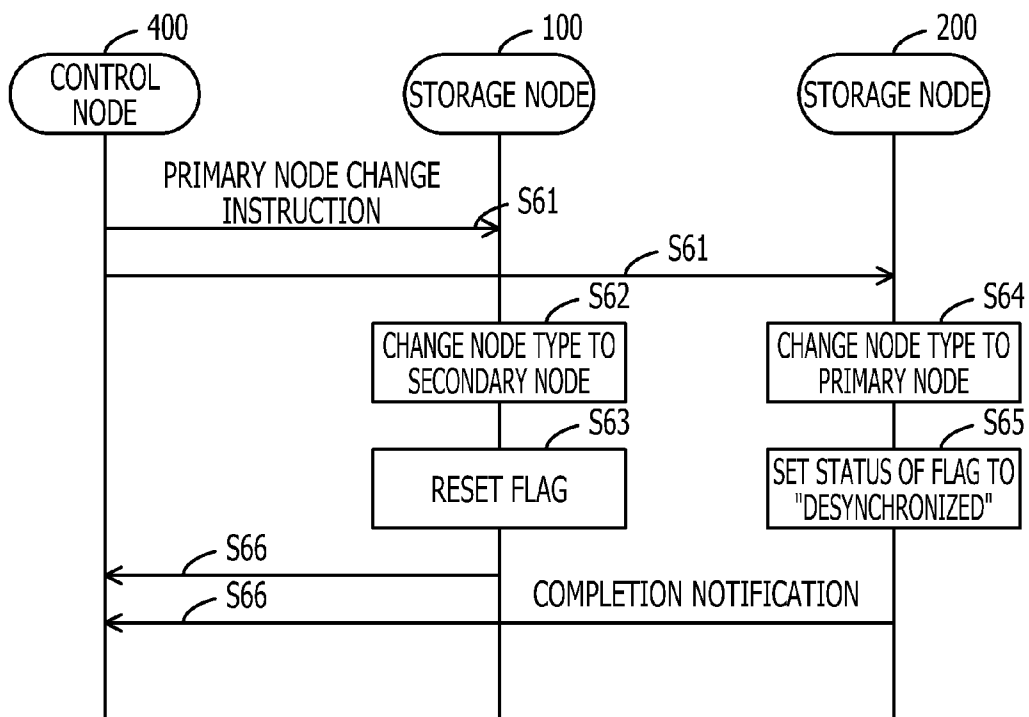 400
100
200
CONTROL
NODE
STORAGE NODE
STORAGE NODE
PRIMARY NODE CHANGE
INSTRUCTION
S61
S61
S62
S64
CHANGE NODE TYPE TO
SECONDARY NODE
CHANGE NODE TYPE TO
PRIMARY NODE
S63
S65
RESET FLAG
SET STATUS OF FLAG TO
"DESYNCHRONIZED"
S66
S66
COMPLETION NOTIFICATION